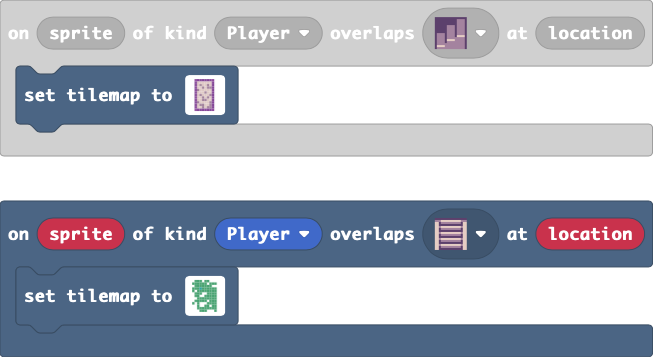 on sprite of kind Player overlaps at location
set tilemap to
on sprite of kind Player overlaps at location
set tilemap to